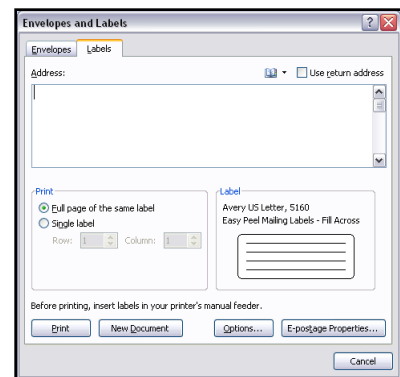 Envelopes and Labels
Envelopes Labels
Address: Use return address
Print
Full page of the same label
Single label
Row: 1 Column: 1
Label
Avery US Letter, 5160
Easy Peel Mailing Labels - Fill Across
Before printing, insert labels in your printer's manual feeder.
Print New Document Options... E-postage Properties...
Cancel